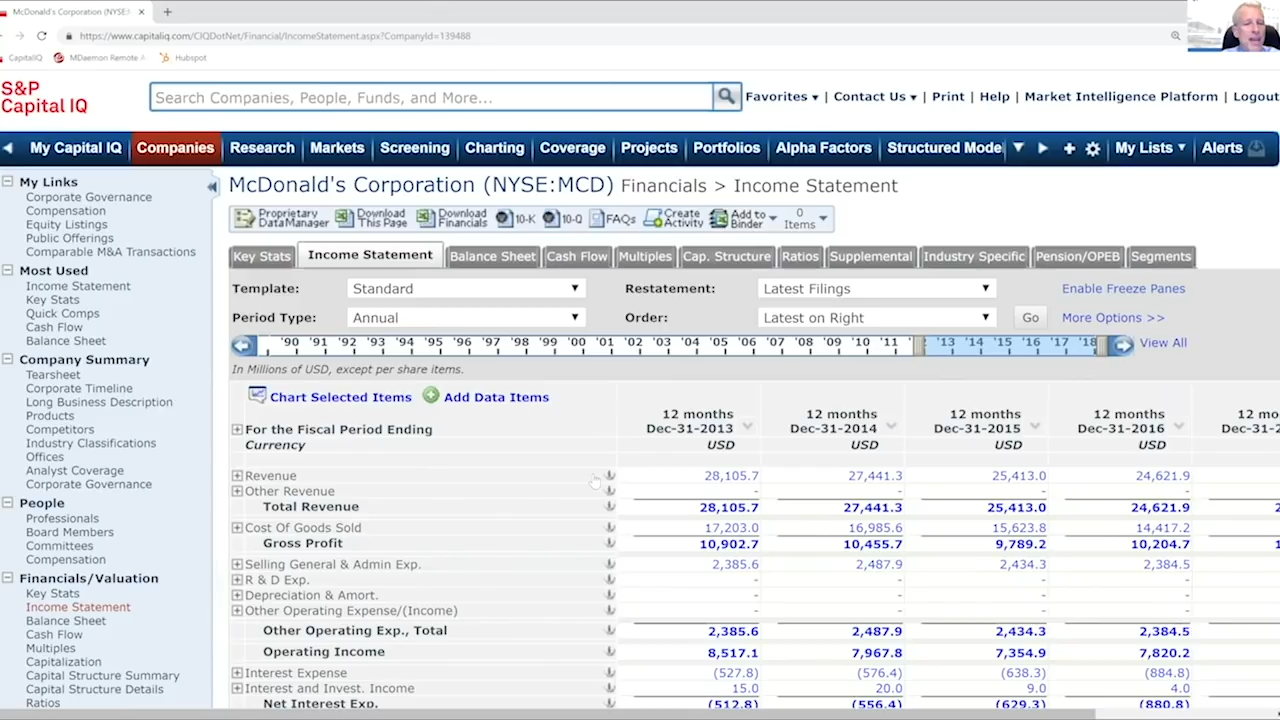 McDonald's Corporation (NYSE:
https://www.capitaliq.com/CIQDotNet/Financial/IncomeStatement.aspx?CompanyId=139488
CapitalIQ MDaemon Remote Hubspot
S&P
Capital IQ
Search Companies, People, Funds, and More...
Favorites | Contact Us | Print | Help | Market Intelligence Platform | Logout
My Capital IQ Companies Research Markets Screening Charting Coverage Projects Portfolios Alpha Factors Structured Mode My Lists Alerts
My Links
Corporate Governance
Compensation
Equity Listings
Public Offerings
Comparable M&A Transactions
Most Used
Income Statement
Key Stats
Quick Comps
Cash Flow
Balance Sheet
Company Summary
Tearsheet
Corporate Timeline
Long Business Description
Products
Competitors
Industry Classifications
Offices
Analyst Coverage
Corporate Governance
People
Professionals
Board Members
Committees
Compensation
Financials/Valuation
Key Stats
Income Statement
Balance Sheet
Cash Flow
Multiples
Capitalization
Capital Structure Summary
Capital Structure Details
Ratios
McDonald's Corporation (NYSE:MCD) Financials > Income Statement
Proprietary Data Manager Download This Page Download Financials 10-K 10-Q FAQs Create Activity Add to Binder 0 Items
Key Stats Income Statement Balance Sheet Cash Flow Multiples Cap. Structure Ratios Supplemental Industry Specific Pension/OPEB Segments
Template: Standard Restatement: Latest Filings Enable Freeze Panes
Period Type: Annual Order: Latest on Right Go More Options >>
'90 '91 '92 '93 '94 '95 '96 '97 '98 '99 '00 '01 '02 '03 '04 '05 '06 '07 '08 '09 '10 '11 '13 '14 '15 '16 '17 '18 View All
In Millions of USD, except per share items.
Chart Selected Items Add Data Items
12 months 12 months 12 months 12 months 12 mo
For the Fiscal Period Ending Dec-31-2013 Dec-31-2014 Dec-31-2015 Dec-31-2016 Dec-31-2
Currency USD USD USD USD
Revenue 28,105.7 27,441.3 25,413.0 24,621.9
Other Revenue - - - -
Total Revenue 28,105.7 27,441.3 25,413.0 24,621.9 2
Cost Of Goods Sold 17,203.0 16,985.6 15,623.8 14,417.2
Gross Profit 10,902.7 10,455.7 9,789.2 10,204.7 1
Selling General & Admin Exp. 2,385.6 2,487.9 2,434.3 2,384.5
R & D Exp. - - - -
Depreciation & Amort. - - - -
Other Operating Expense/(Income) - - - -
Other Operating Exp., Total 2,385.6 2,487.9 2,434.3 2,384.5
Operating Income 8,517.1 7,967.8 7,354.9 7,820.2
Interest Expense (527.8) (576.4) (638.3) (884.8)
Interest and Invest. Income 15.0 20.0 9.0 4.0
Net Interest Exp. (512.8) (556.4) (629.3) (880.8)